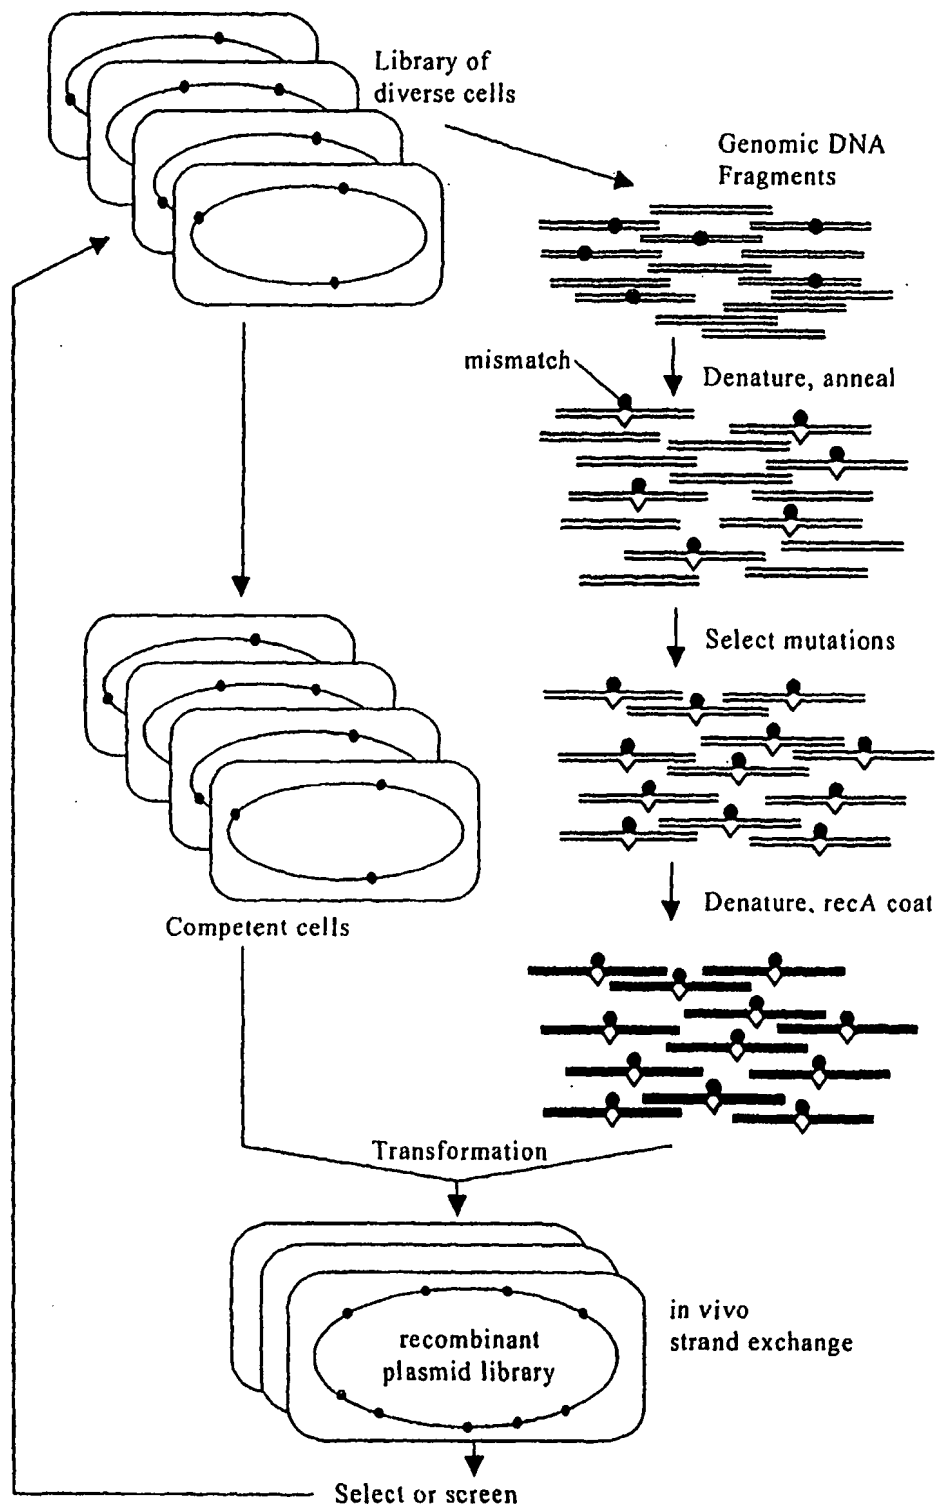 Library of
diverse cells
Genomic DNA
Fragments
mismatch
Denature, anneal
Select mutations
Denature, recA coat
Competent cells
Transformation
recombinant
plasmid library
in vivo
strand exchange
Select or screen